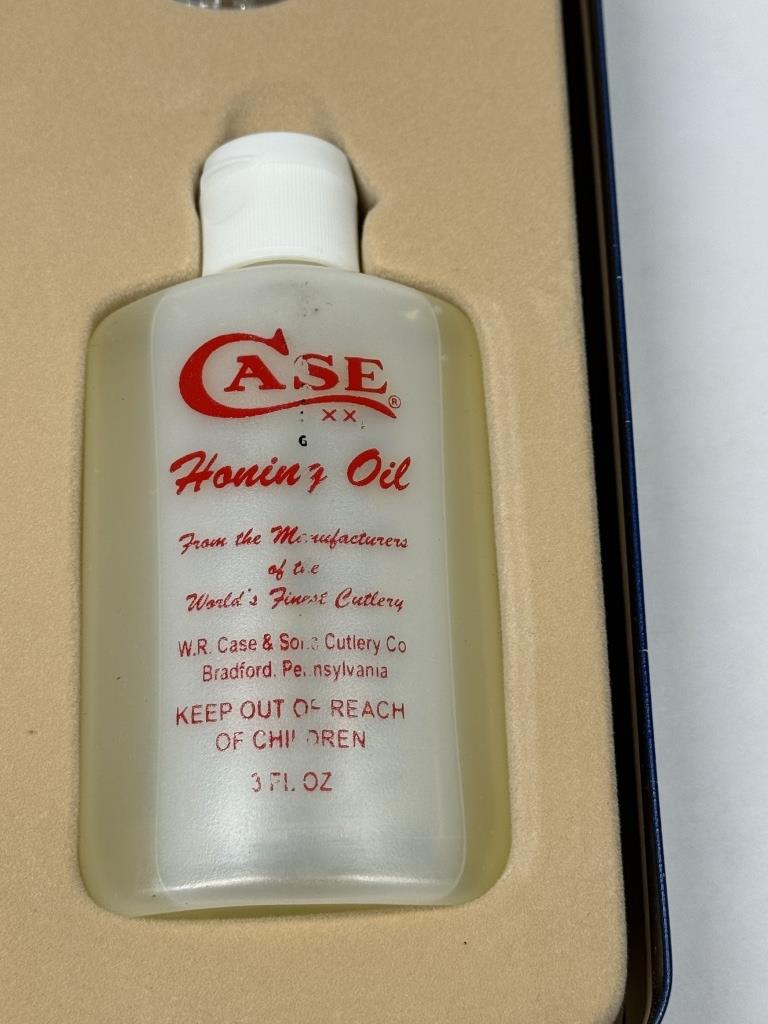 CASE®
XX
G
Honing Oil
From the Manufacturers
of the
World's Finest Cutlery
W.R. Case & Sons Cutlery Co
Bradford, Pennsylvania
KEEP OUT OF REACH
OF CHILDREN
3 FL. OZ